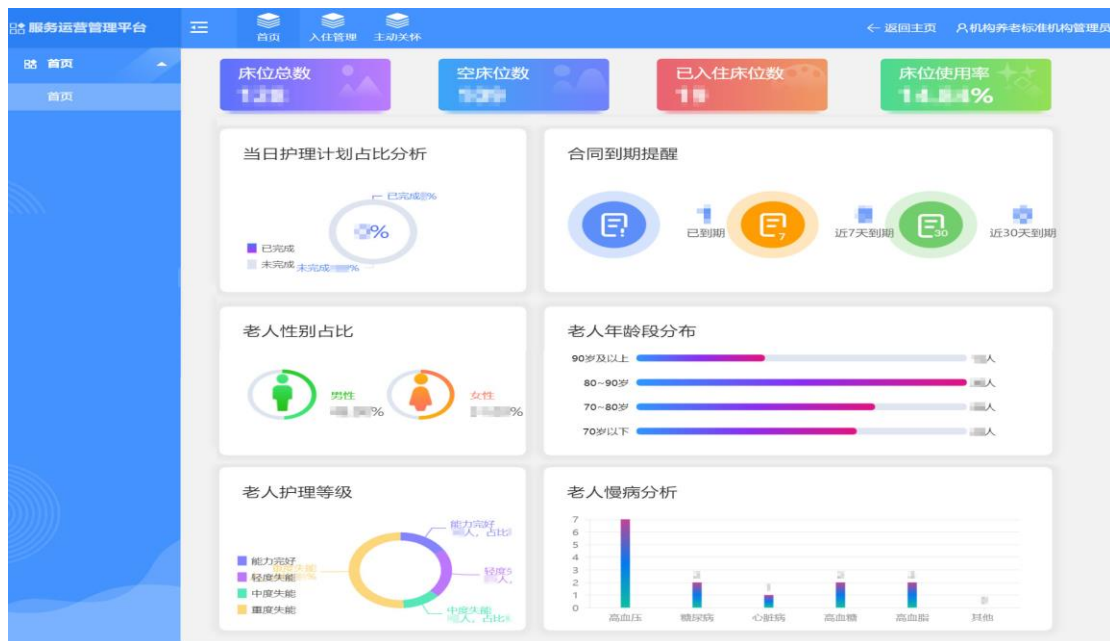 服务运营管理平台
首页
入住管理
主动关怀
返回主页
机构养老标准机构管理员
首页
首页
床位总数
空床位数
已入住床位数
床位使用率
当日护理计划占比分析
已完成
%
已完成
未完成
未完成
合同到期提醒
已到期
7
近7天到期
30
近30天到期
老人性别占比
男性
%
女性
%
老人年龄段分布
90岁及以上
人
80~90岁
人
70~80岁
人
70岁以下
人
老人护理等级
能力完好
轻度失能
中度失能
重度失能
能力完好
人，占比
轻度
人，
中度失能
人，占比
老人慢病分析
7
6
5
4
3
2
1
0
高血压
糖尿病
心脏病
高血糖
高血脂
其他